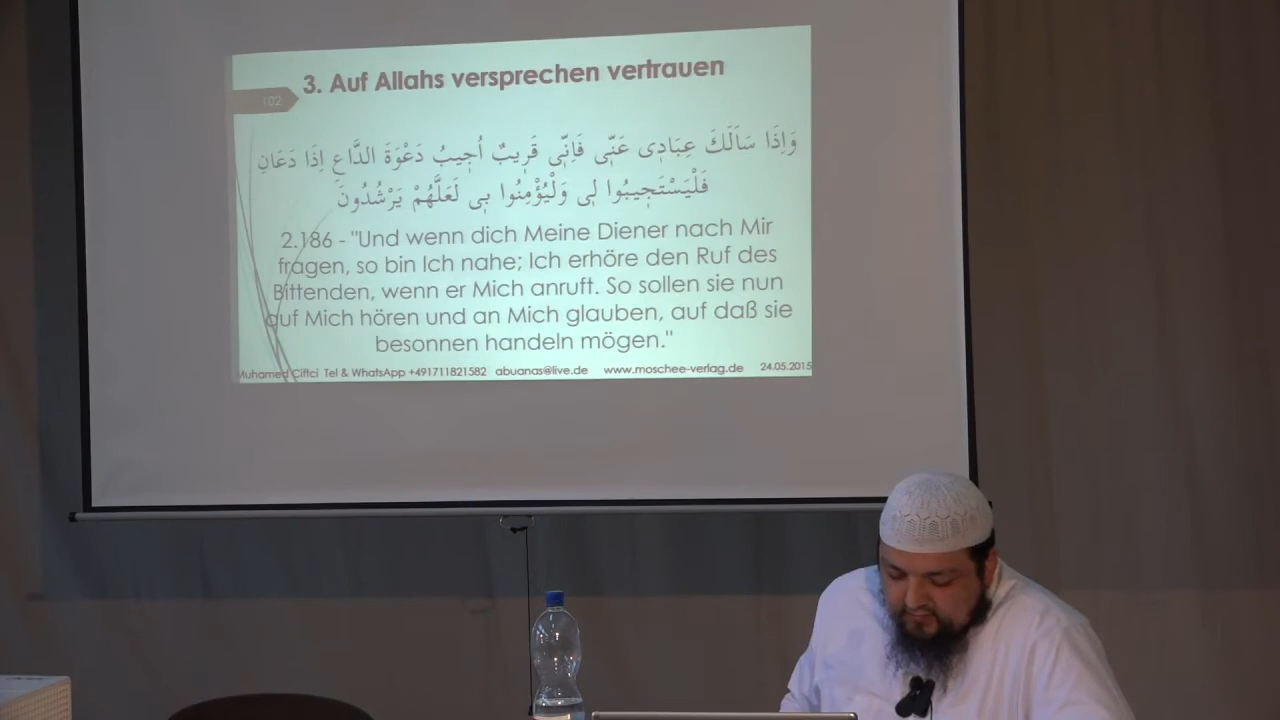 3. Auf Allahs versprechen vertrauen
102
وَإِذَا سَأَلَكَ عِبَادِى عَنِّى فَإِنِّى قَرِيبٌ أُجِيبُ دَعْوَةَ الدَّاعِ إِذَا دَعَانِ
فَلْيَسْتَجِيبُوا لِى وَلْيُؤْمِنُوا بِى لَعَلَّهُمْ يَرْشُدُونَ
2.186 - "Und wenn dich Meine Diener nach Mir
fragen, so bin Ich nahe; Ich erhöre den Ruf des
Bittenden, wenn er Mich anruft. So sollen sie nun
auf Mich hören und an Mich glauben, auf daß sie
besonnen handeln mögen."
Muhamed Ciftci Tel & WhatsApp +491711821582 abuanas@live.de www.moschee-verlag.de 24.05.2015